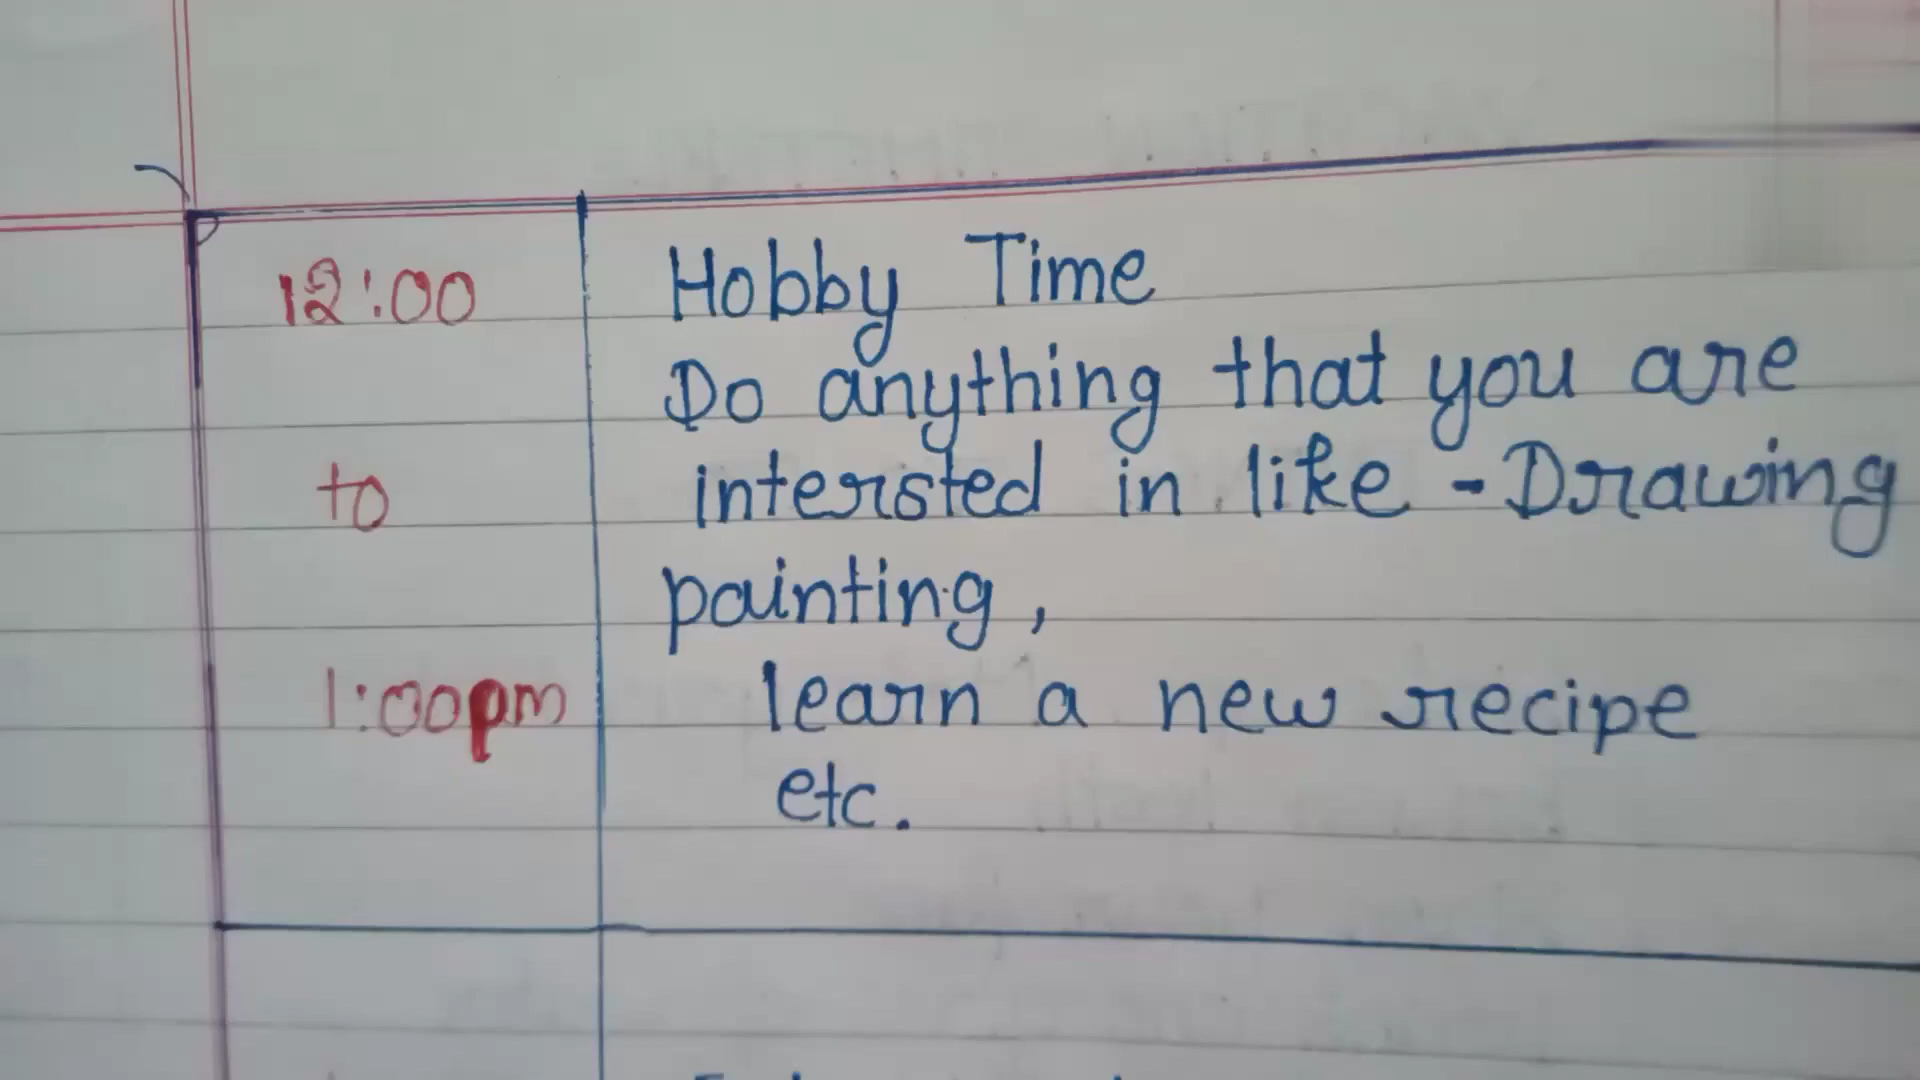 12:00
to
1:00pm
Hobby Time
Do anything that you are
intersted in like - Drawing
painting,
learn a new recipe
etc.